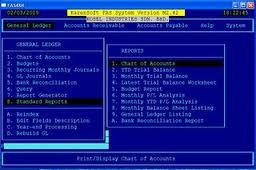 FAS4SH
02/03/2009 KarenSoft FAS System Version M2.42 18:22:45
MOSEL INDUSTRIES SDN. BHD.
General Ledger Accounts Receivable Accounts Payable Help System
GENERAL LEDGER
1. Chart of Accounts
2. Budgets
3. Recurring Monthly Journals
4. GL Journals
5. Bank Reconciliation
6. Query
7. Report Generator
8. Standard Reports
A. Reindex
B. Edit Fields Description
C. Year-end Processing
D. Rebuild GL
REPORTS
1. Chart of Accounts
2. YTD Trial Balance
3. Monthly Trial Balance
4. Latest Trial Balance Worksheet
5. Budget Report
6. Monthly P/L Analysis
7. Monthly YTD P/L Analysis
8. Monthly Balance Sheet Listing
9. General Ledger Listing
A. Bank Reconciliation Report
Print/Display Chart of Accounts